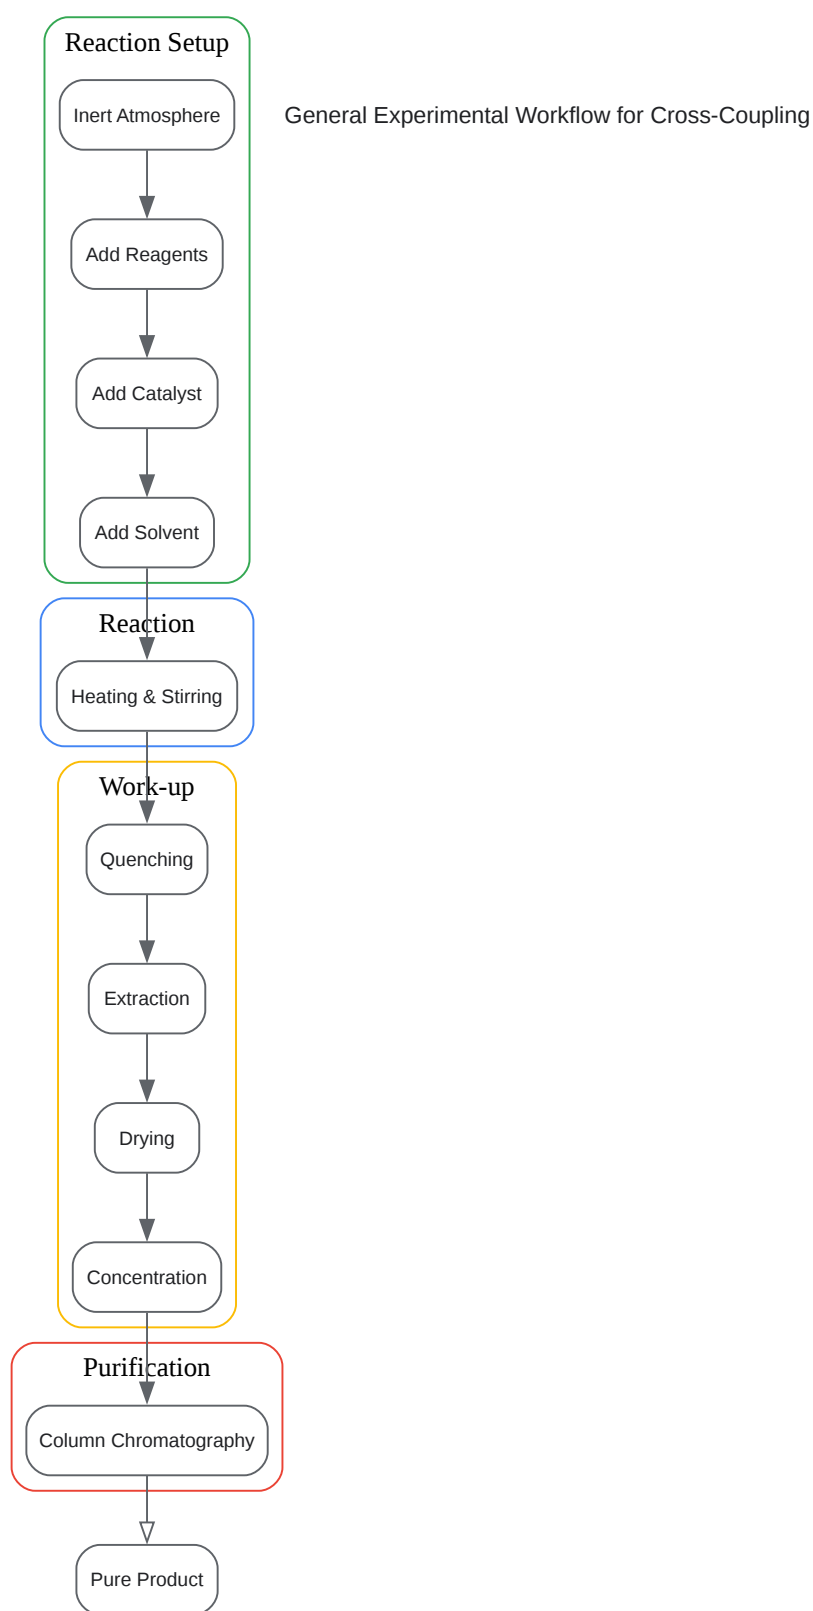 Reaction Setup
Inert Atmosphere
General Experimental Workflow for Cross-Coupling
Add Reagents
Add Catalyst
Add Solvent
Reaction
Heating & Stirring
Work-up
Quenching
Extraction
Drying
Concentration
Purification
Column Chromatography
Pure Product